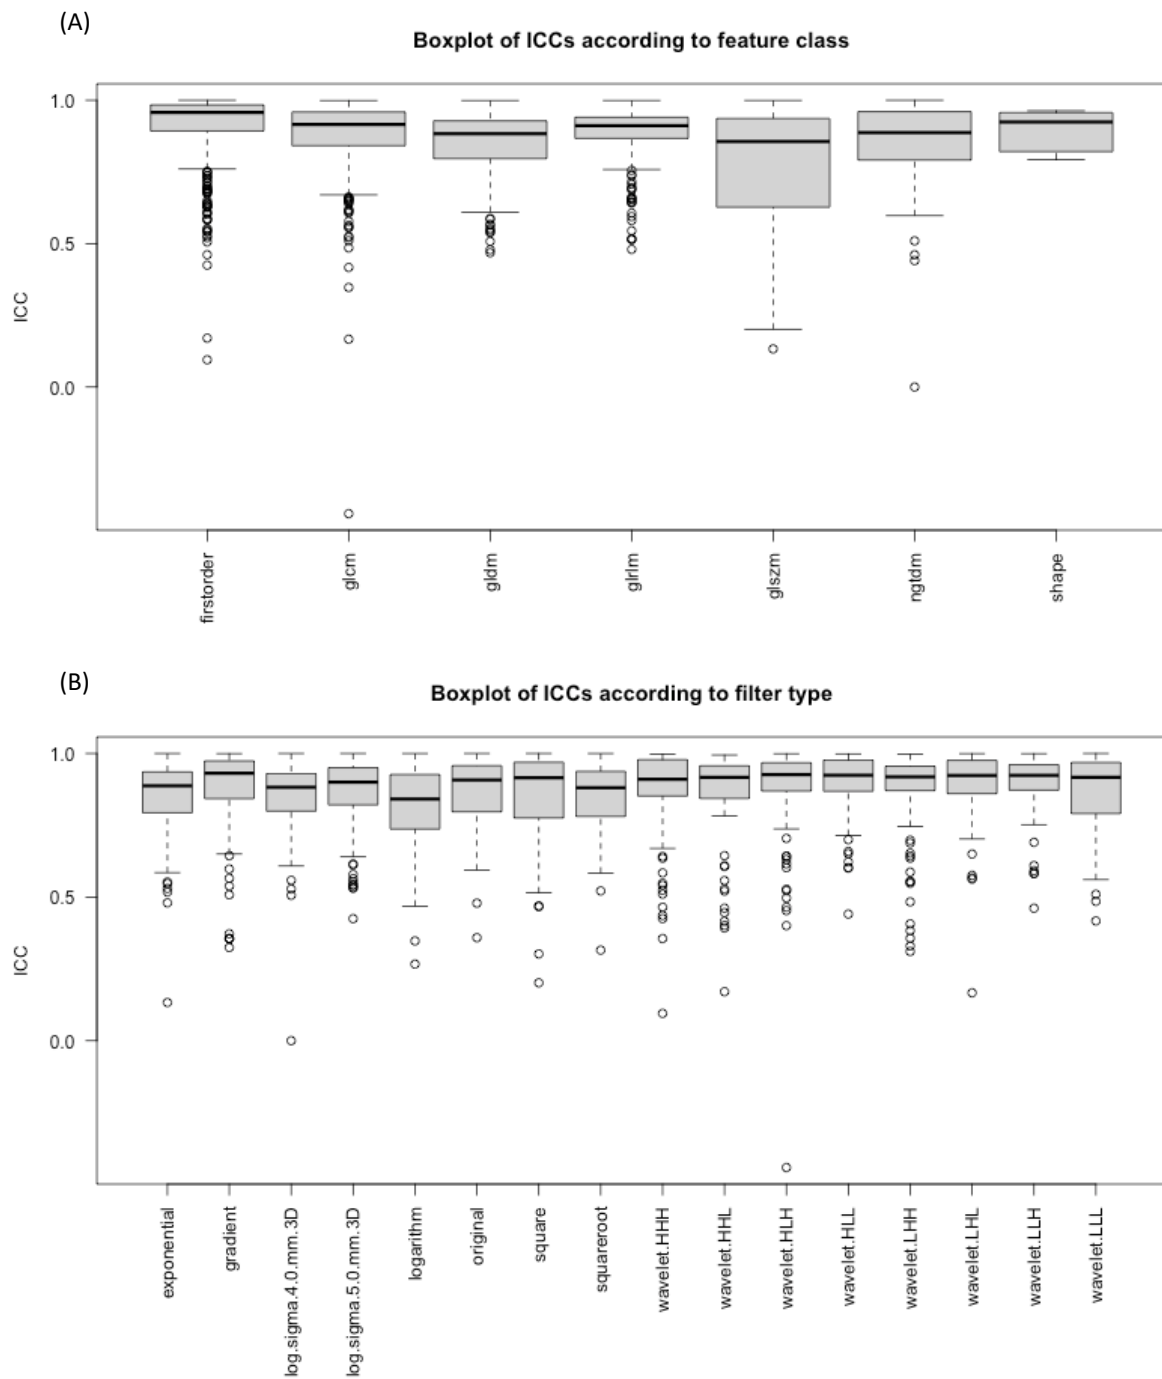 (A)
Boxplot of ICCs according to feature class
1.0
0.5
0.0
ICC
firstorder
glcm
gldm
glrlm
glszm
ngtdm
shape
(B)
Boxplot of ICCs according to filter type
1.0
0.5
0.0
ICC
exponential
gradient
log.sigma.4.0.mm.3D
log.sigma.5.0.mm.3D
logarithm
original
square
squareroot
wavelet.HHH
wavelet.HHL
wavelet.HLH
wavelet.HLL
wavelet.LHH
wavelet.LHL
wavelet.LLH
wavelet.LLL